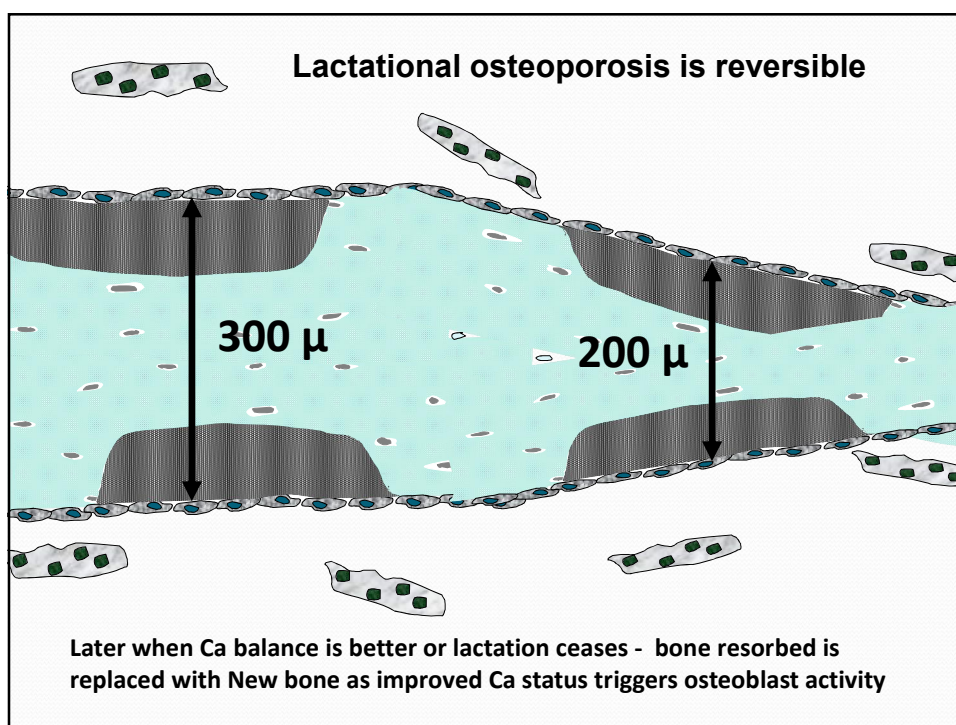 Lactational osteoporosis is reversible
300 μ
200 μ
Later when Ca balance is better or lactation ceases - bone resorbed is
replaced with New bone as improved Ca status triggers osteoblast activity